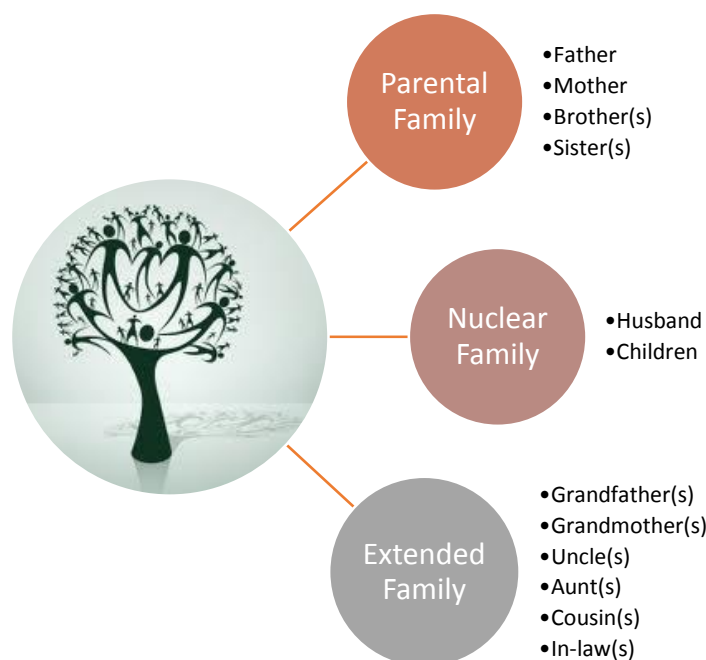 Parental
Family
•Father
•Mother
•Brother(s)
•Sister(s)
Nuclear
Family
•Husband
•Children
Extended
Family
•Grandfather(s)
•Grandmother(s)
•Uncle(s)
•Aunt(s)
•Cousin(s)
•In-law(s)